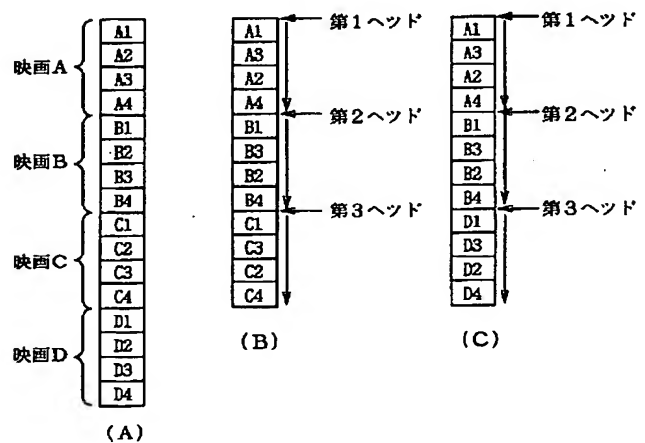 映画A
A1
A2
A3
A4
映画B
B1
B2
B3
B4
映画C
C1
C2
C3
C4
映画D
D1
D2
D3
D4
(A)
A1
A3
A2
A4
B1
B3
B2
B4
C1
C3
C2
C4
第1ヘッド
第2ヘッド
第3ヘッド
(B)
A1
A3
A2
A4
B1
B3
B2
B4
D1
D3
D2
D4
第1ヘッド
第2ヘッド
第3ヘッド
(C)